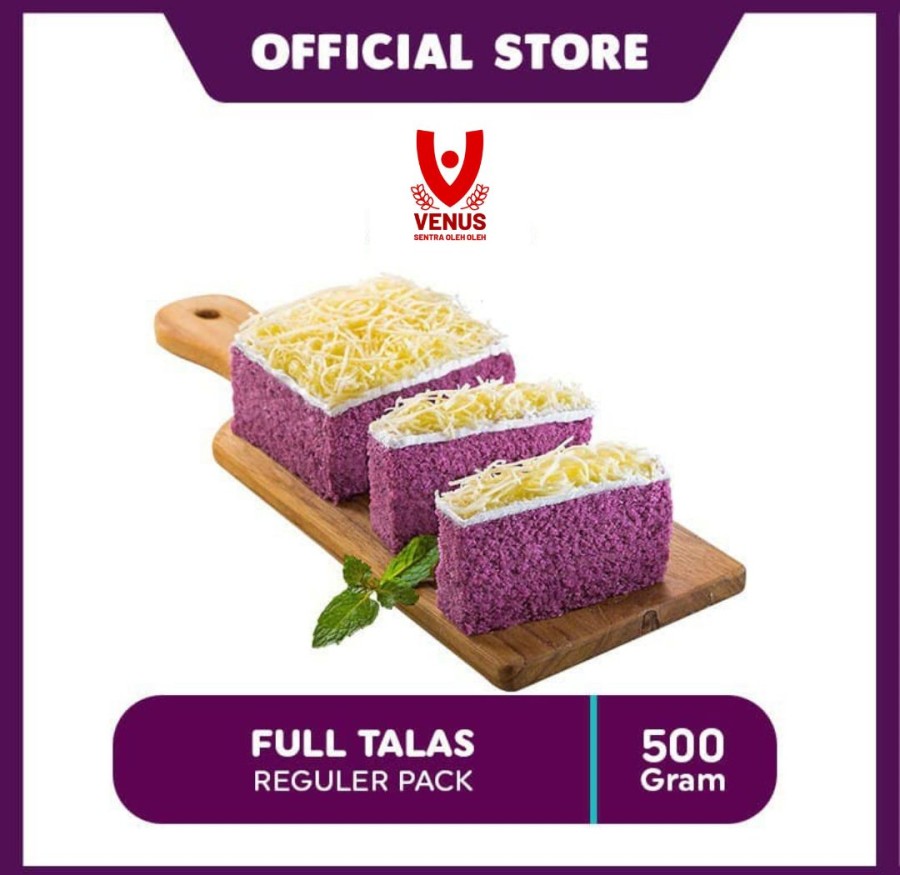 OFFICIAL STORE
VENUS
SENTRA OLEH OLEH
FULL TALAS
REGULER PACK
500
Gram